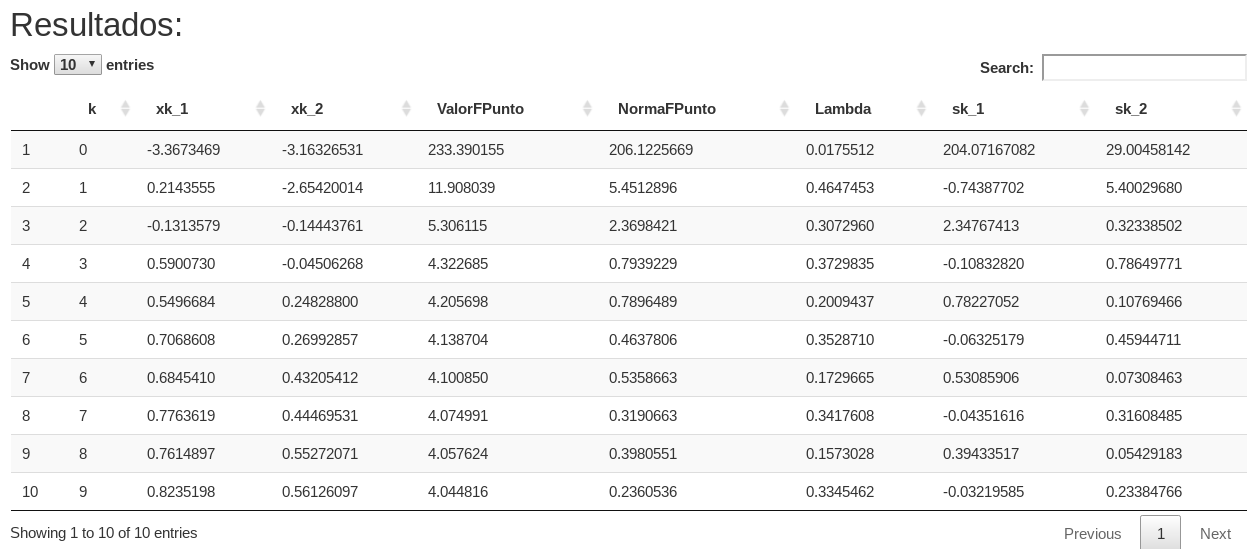 Resultados:
Show 10 entries Search:
k xk_1 xk_2 ValorFPunto NormaFPunto Lambda sk_1 sk_2
1 0 -3.3673469 -3.16326531 233.390155 206.1225669 0.0175512 204.07167082 29.00458142
2 1 0.2143555 -2.65420014 11.908039 5.4512896 0.4647453 -0.74387702 5.40029680
3 2 -0.1313579 -0.14443761 5.306115 2.3698421 0.3072960 2.34767413 0.32338502
4 3 0.5900730 -0.04506268 4.322685 0.7939229 0.3729835 -0.10832820 0.78649771
5 4 0.5496684 0.24828800 4.205698 0.7896489 0.2009437 0.78227052 0.10769466
6 5 0.7068608 0.26992857 4.138704 0.4637806 0.3528710 -0.06325179 0.45944711
7 6 0.6845410 0.43205412 4.100850 0.5358663 0.1729665 0.53085906 0.07308463
8 7 0.7763619 0.44469531 4.074991 0.3190663 0.3417608 -0.04351616 0.31608485
9 8 0.7614897 0.55272071 4.057624 0.3980551 0.1573028 0.39433517 0.05429183
10 9 0.8235198 0.56126097 4.044816 0.2360536 0.3345462 -0.03219585 0.23384766
Showing 1 to 10 of 10 entries Previous 1 Next